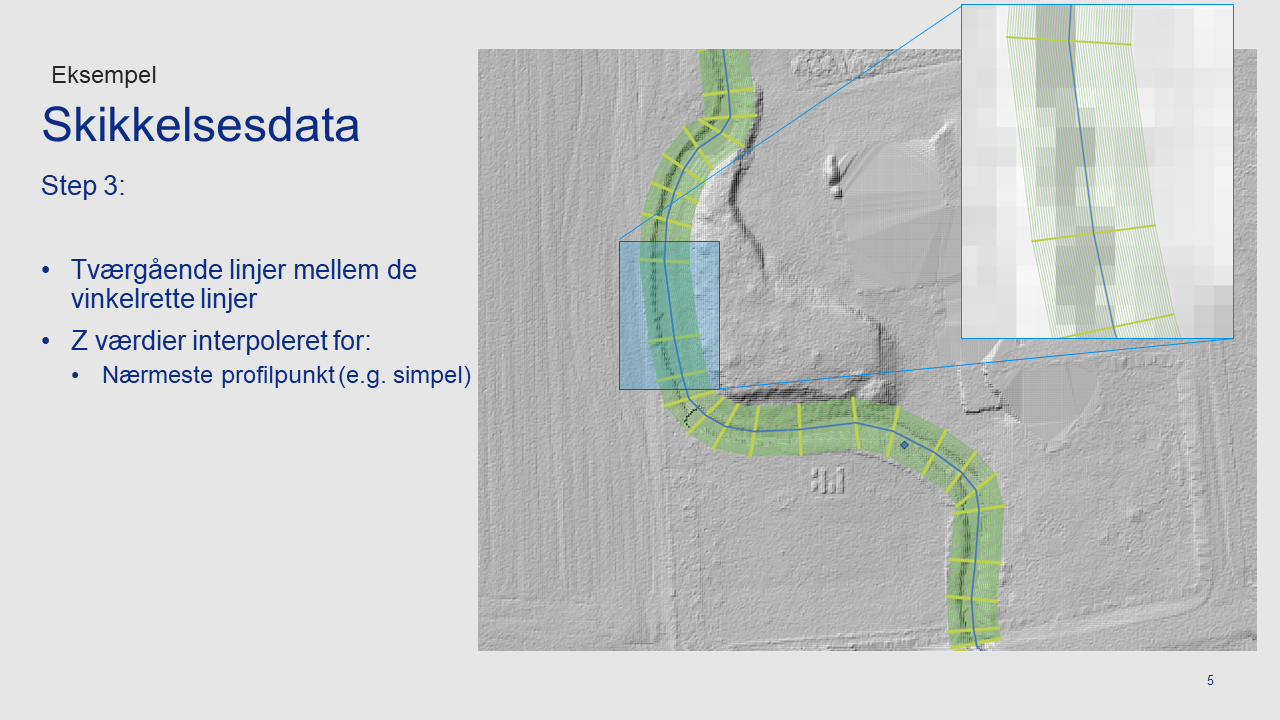 Eksempel
Skikkelsesdata
Step 3:
• Tværgående linjer mellem de
vinkelrette linjer
• Z værdier interpoleret for:
• Nærmeste profilpunkt (e.g. simpel)
5